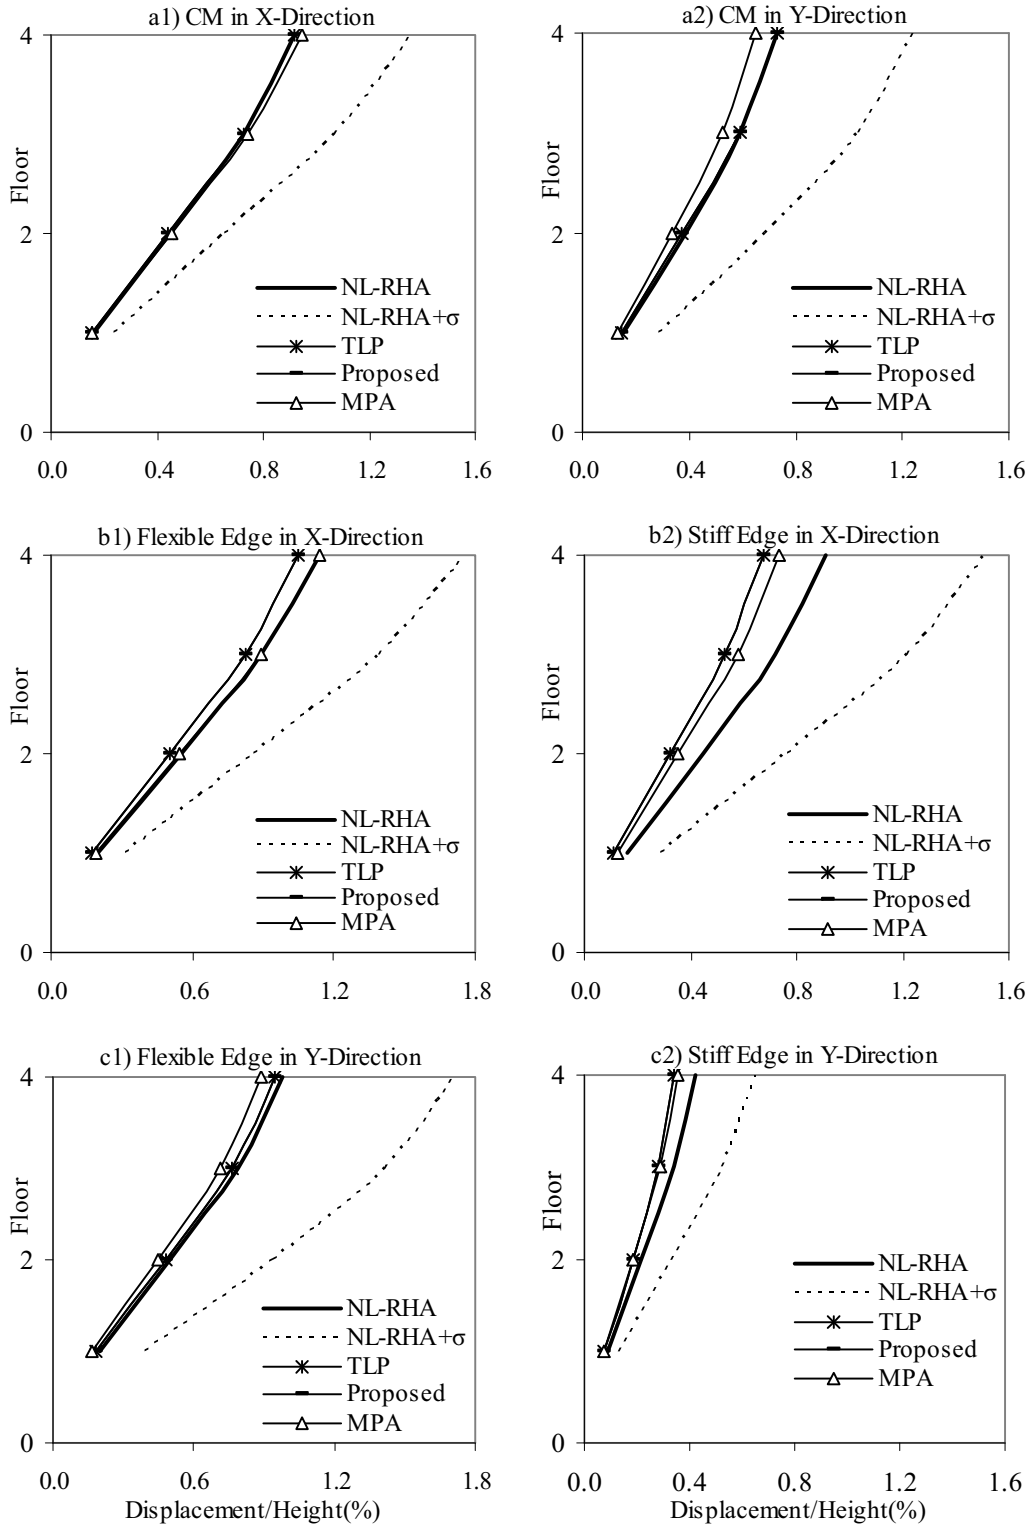 a1) CM in X-Direction
4
2
0
Floor
NL-RHA
NL-RHA+σ
TLP
Proposed
MPA
0.0 0.4 0.8 1.2 1.6
a2) CM in Y-Direction
4
2
0
Floor
NL-RHA
NL-RHA+σ
TLP
Proposed
MPA
0.0 0.4 0.8 1.2 1.6
b1) Flexible Edge in X-Direction
4
2
0
Floor
NL-RHA
NL-RHA+σ
TLP
Proposed
MPA
0.0 0.6 1.2 1.8
b2) Stiff Edge in X-Direction
4
2
0
Floor
NL-RHA
NL-RHA+σ
TLP
Proposed
MPA
0.0 0.4 0.8 1.2 1.6
c1) Flexible Edge in Y-Direction
4
2
0
Floor
NL-RHA
NL-RHA+σ
TLP
Proposed
MPA
0.0 0.6 1.2 1.8
Displacement/Height(%)
c2) Stiff Edge in Y-Direction
4
2
0
Floor
NL-RHA
NL-RHA+σ
TLP
Proposed
MPA
0.0 0.4 0.8 1.2 1.6
Displacement/Height(%)